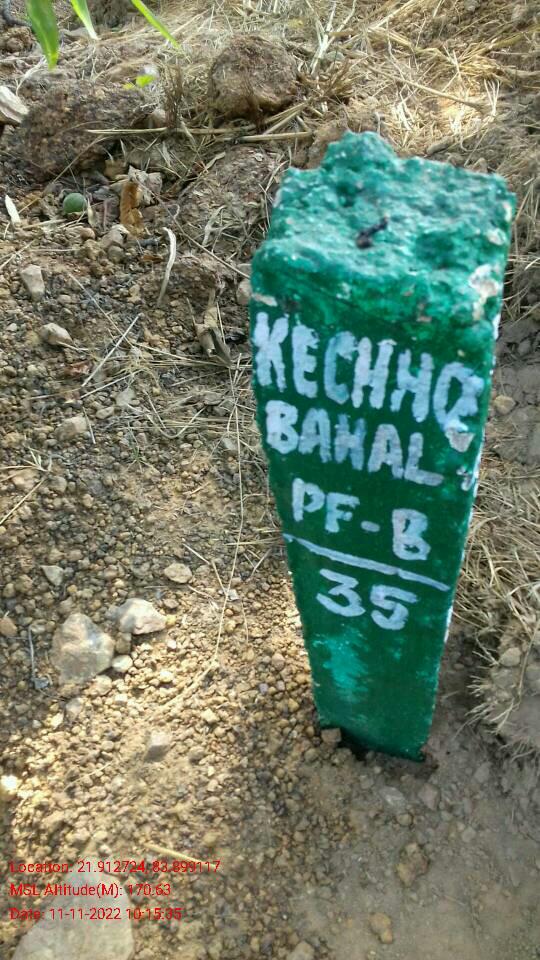 KECHHO
BAHAL
PF-B
35
Location: 21.912724, 83.899117
MSL Altitude(M): 170.63
Date: 11-11-2022 10:15:35